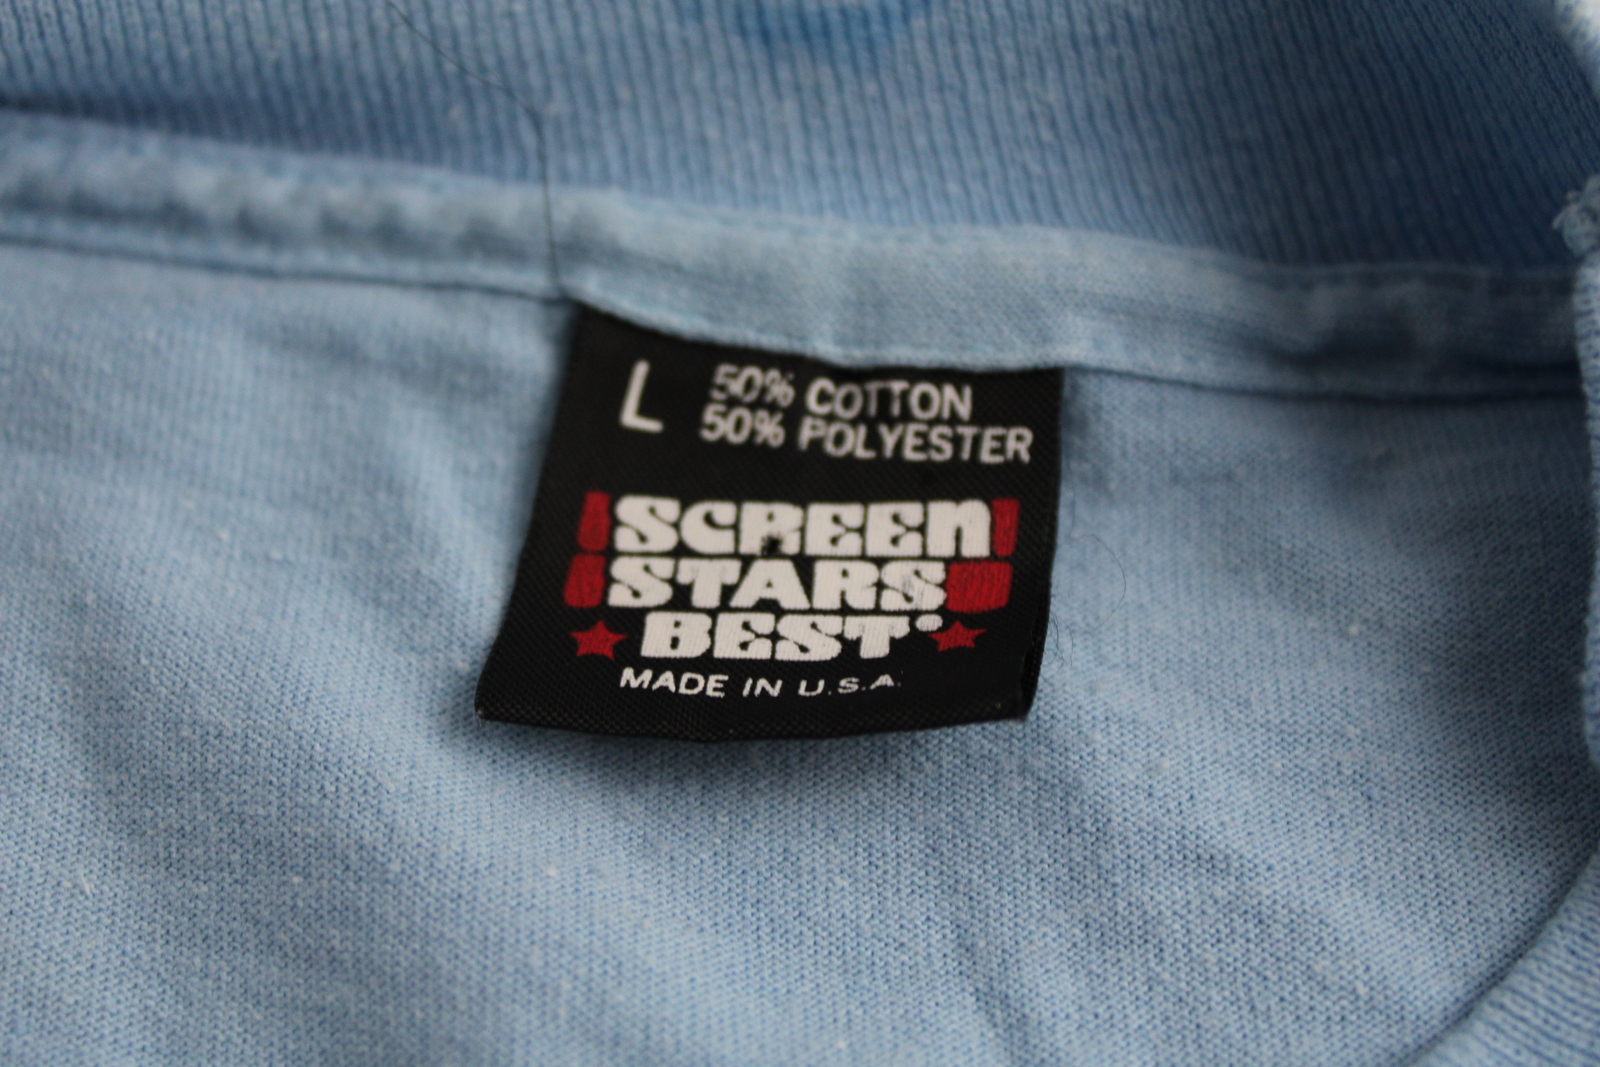 L 50% COTTON
50% POLYESTER
SCREEN
STARS
BEST
MADE IN U.S.A.